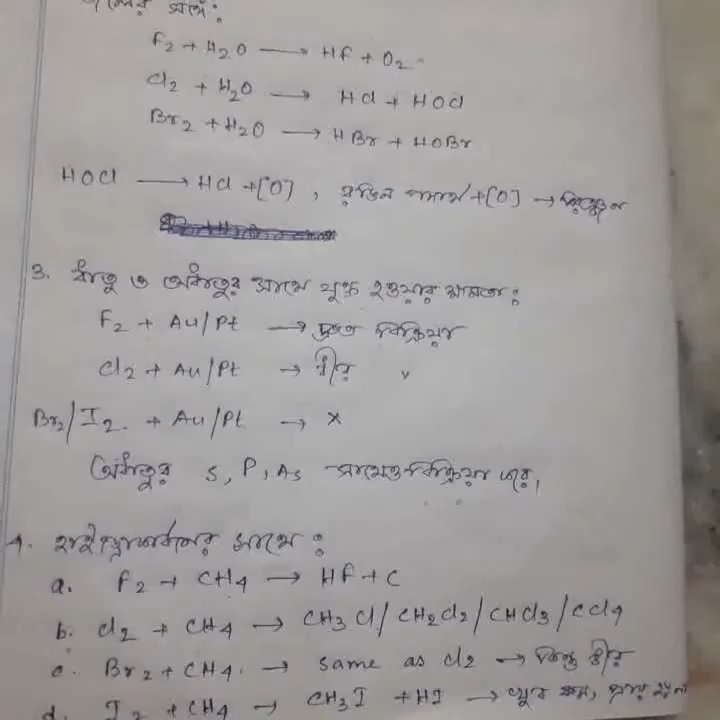 সাথে:
F2 + H2O → HF + O2
Cl2 + H2O → HCl + HOCl
Br2 + H2O → HBr + HOBr
HOCl → HCl + [O], রঙিন পদার্থ + [O] → বিরঞ্জন
3. ধাতু ও অধাতুর সাথে যুক্ত হওয়ার ক্ষমতা:
F2 + Au/Pt → দ্রুত বিক্রিয়া
Cl2 + Au/Pt → ধীর "
Br2/I2 + Au/Pt → ×
অধাতুর S, P, As সাথেও বিক্রিয়া করে।
4. হাইড্রোকার্বনের সাথে:
a. F2 + CH4 → HF + C
b. Cl2 + CH4 → CH3Cl/CH2Cl2/CHCl3/CCl4
c. Br2 + CH4 → same as Cl2 → কিন্তু ধীর
d. I2 + CH4 → CH3I + HI → খুব কম, প্রায়